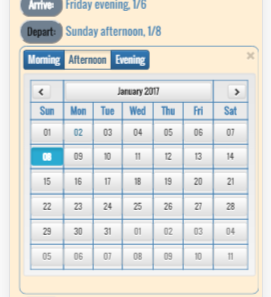 Arrive: Friday evening, 1/6
Depart: Sunday afternoon, 1/8
Morning Afternoon Evening ×
< January 2017 >
Sun Mon Tue Wed Thu Fri Sat
01 02 03 04 05 06 07
08 09 10 11 12 13 14
15 16 17 18 19 20 21
22 23 24 25 26 27 28
29 30 31 01 02 03 04
05 06 07 08 09 10 11